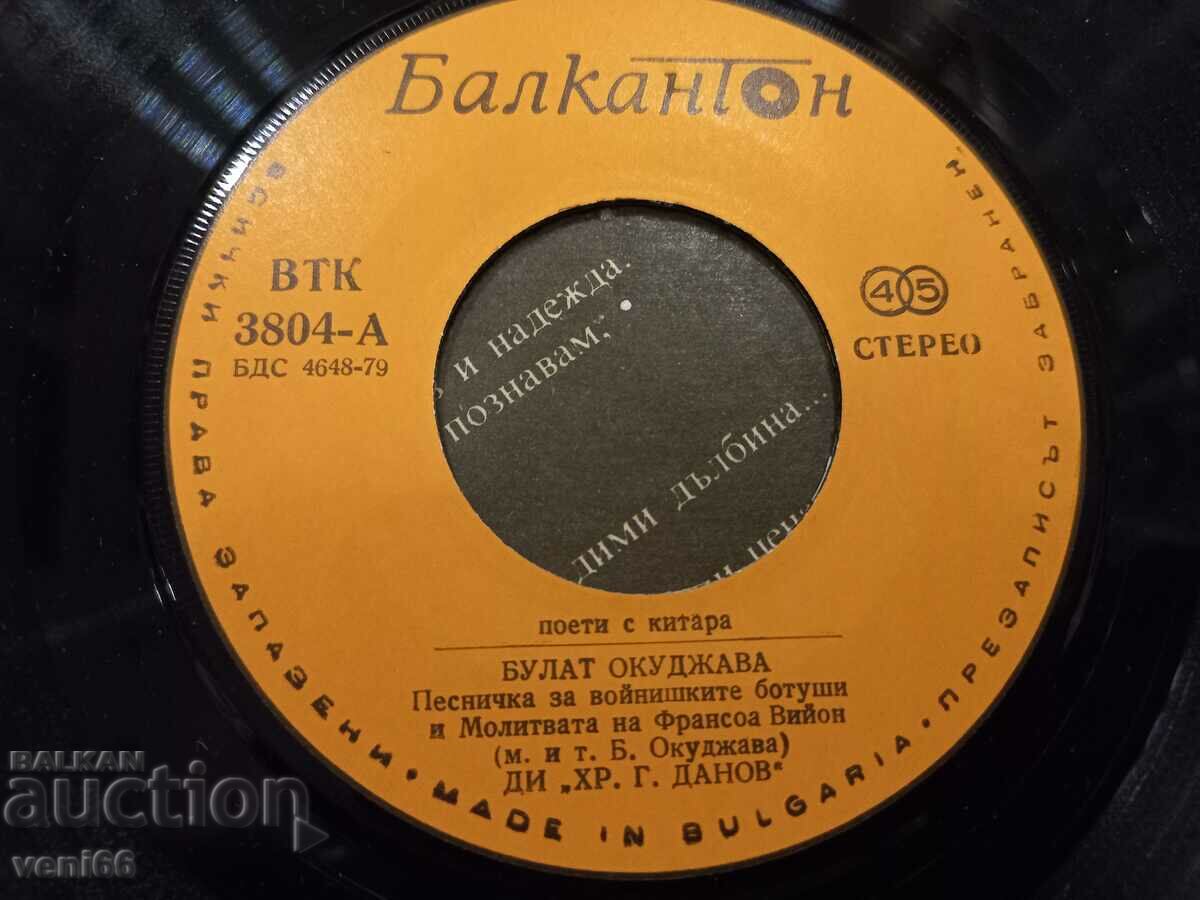 Балкантон
ВТК
3804-А
БДС 4648-79
45
СТЕРЕО
ВСИЧКИ ПРАВА ЗАПАЗЕНИ • MADE IN BULGARIA • ПРЕЗАПИСЪТ ЗАБРАНЕН.
и надежда.
познавам;
дълбина...
поети с китара
БУЛАТ ОКУДЖАВА
Песничка за войнишките ботуши
и Молитвата на Франсоа Вийон
(м. и т. Б. Окуджава)
ДИ „ХР. Г. ДАНОВ"
BALKAN
auction
veni66